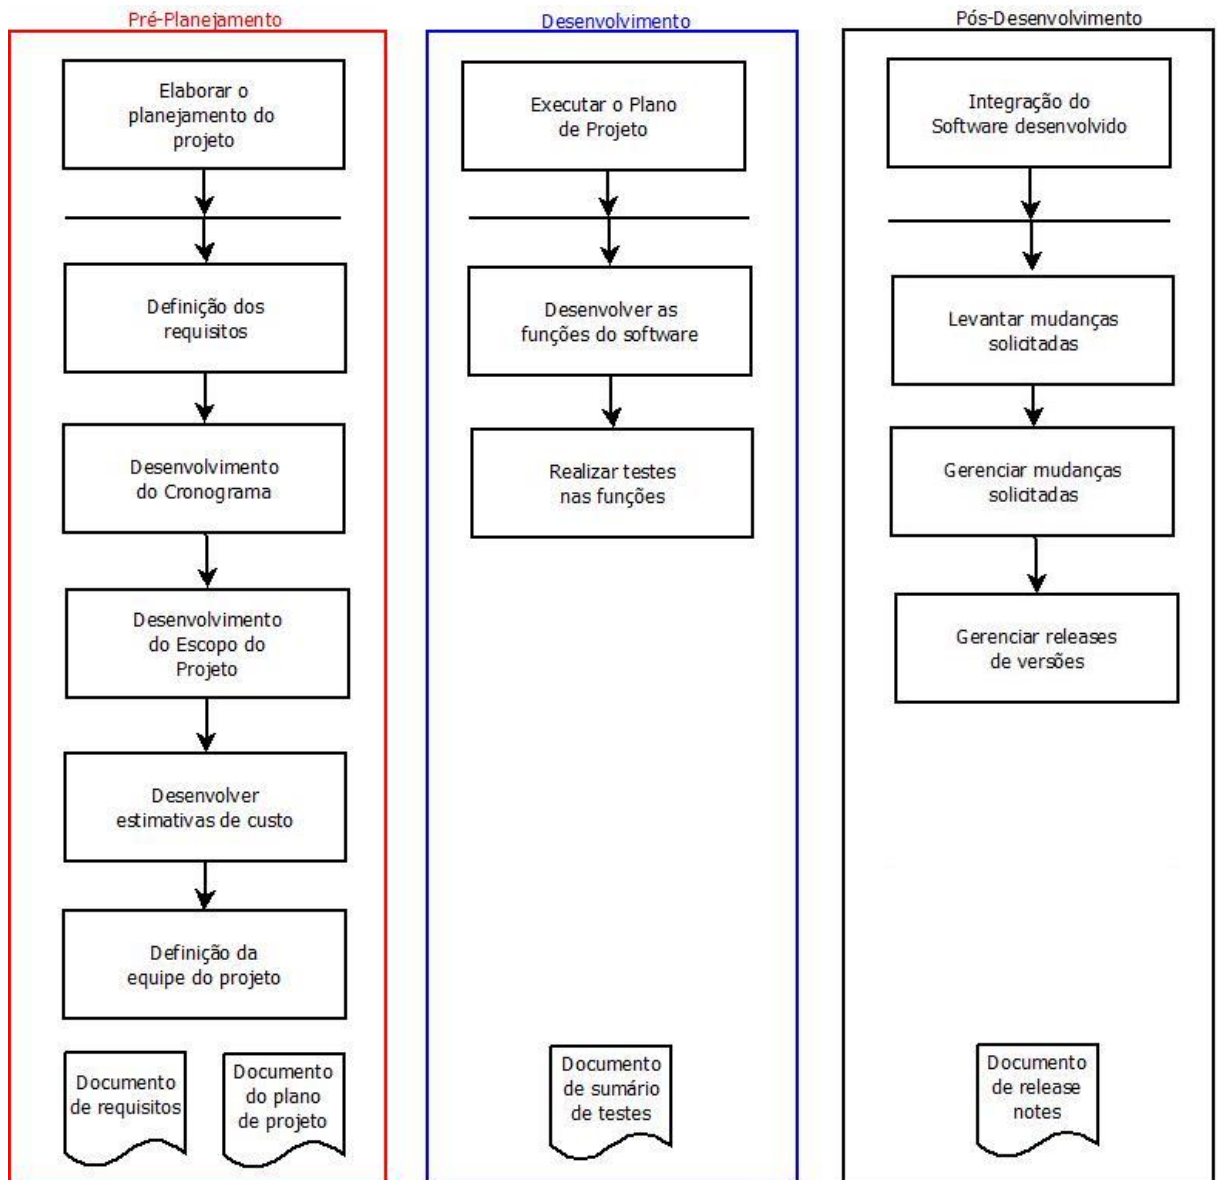 Pré-Planejamento
Elaborar o
planejamento do
projeto
Definição dos
requisitos
Desenvolvimento
do Cronograma
Desenvolvimento
do Escopo do
Projeto
Desenvolver
estimativas de custo
Definição da
equipe do projeto
Documento
de requisitos
Documento
do plano
de projeto
Desenvolvimento
Executar o Plano
de Projeto
Desenvolver as
funções do software
Realizar testes
nas funções
Documento
de sumário
de testes
Pós-Desenvolvimento
Integração do
Software desenvolvido
Levantar mudanças
solicitadas
Gerenciar mudanças
solicitadas
Gerenciar releases
de versões
Documento
de release
notes